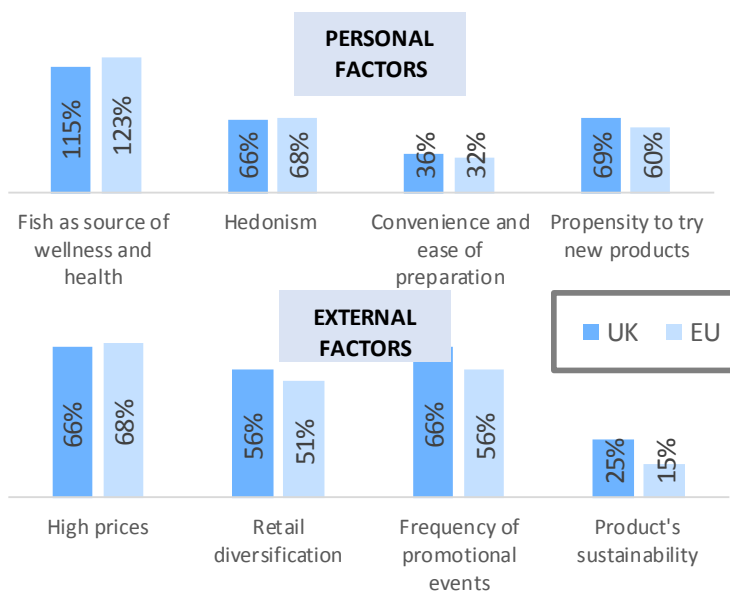 PERSONAL
FACTORS
115%
123%
66%
68%
36%
32%
69%
60%
Fish as source of
wellness and
health
Hedonism
Convenience and
ease of
preparation
Propensity to try
new products
EXTERNAL
FACTORS
UK
EU
66%
68%
56%
51%
66%
56%
25%
15%
High prices
Retail
diversification
Frequency of
promotional
events
Product's
sustainability